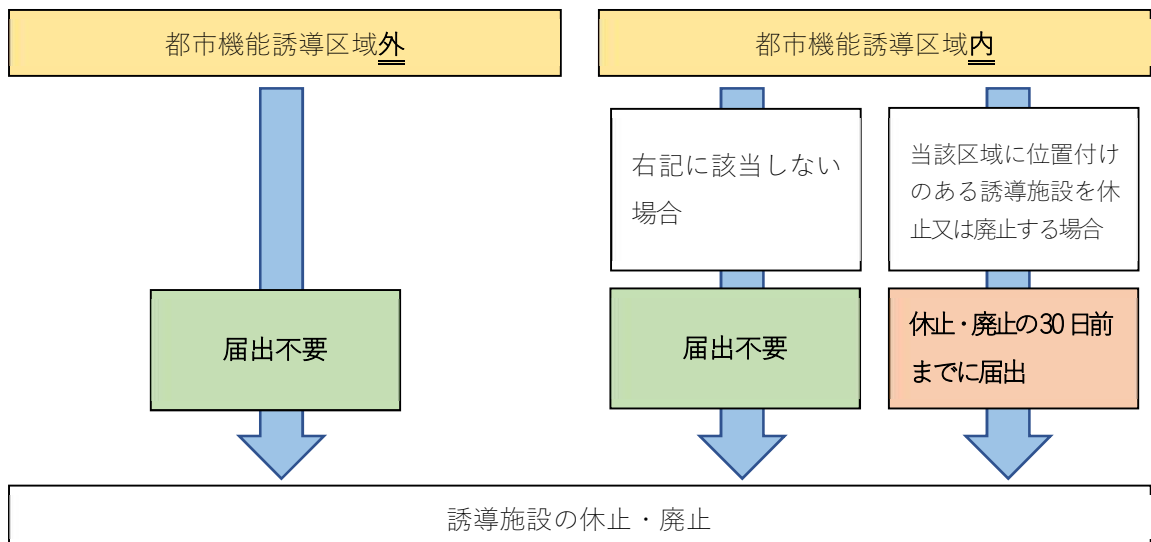 都市機能誘導区域外
都市機能誘導区域内
右記に該当しない
場合
当該区域に位置付け
のある誘導施設を休
止又は廃止する場合
届出不要
届出不要
休止・廃止の30日前
までに届出
誘導施設の休止・廃止